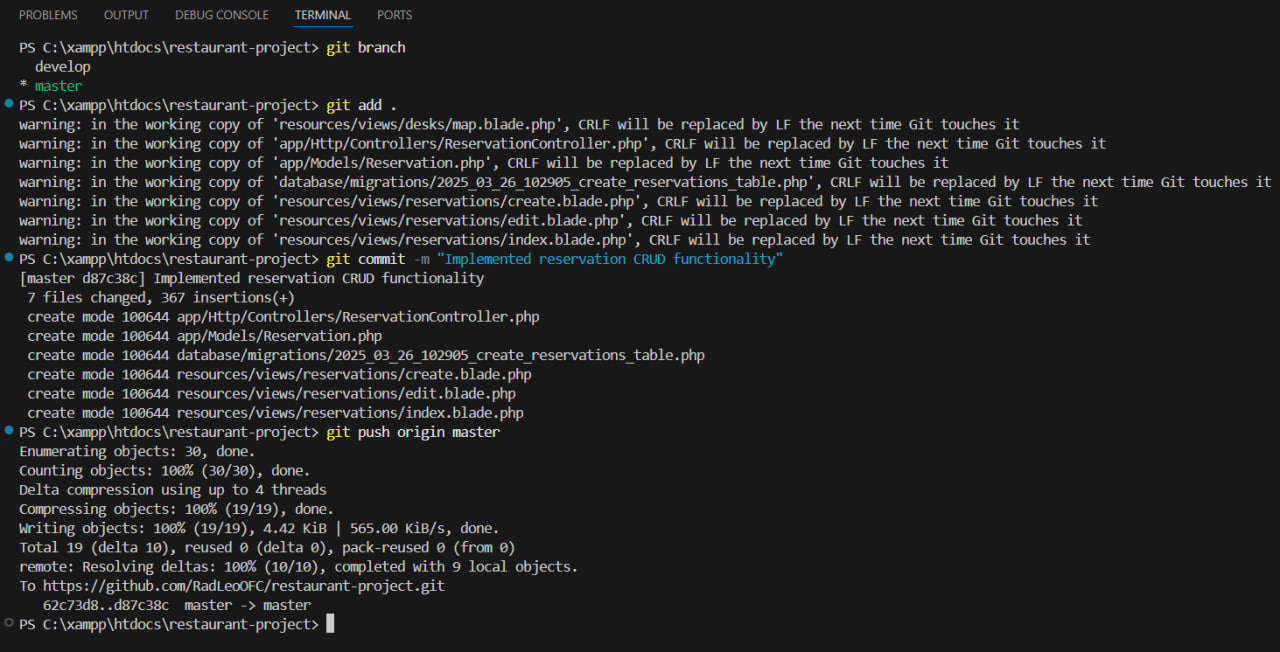 PROBLEMS OUTPUT DEBUG CONSOLE TERMINAL PORTS
PS C:\xampp\htdocs\restaurant-project> git branch
  develop
* master
PS C:\xampp\htdocs\restaurant-project> git add .
warning: in the working copy of 'resources/views/desks/map.blade.php', CRLF will be replaced by LF the next time Git touches it
warning: in the working copy of 'app/Http/Controllers/ReservationController.php', CRLF will be replaced by LF the next time Git touches it
warning: in the working copy of 'app/Models/Reservation.php', CRLF will be replaced by LF the next time Git touches it
warning: in the working copy of 'database/migrations/2025_03_26_102905_create_reservations_table.php', CRLF will be replaced by LF the next time Git touches it
warning: in the working copy of 'resources/views/reservations/create.blade.php', CRLF will be replaced by LF the next time Git touches it
warning: in the working copy of 'resources/views/reservations/edit.blade.php', CRLF will be replaced by LF the next time Git touches it
warning: in the working copy of 'resources/views/reservations/index.blade.php', CRLF will be replaced by LF the next time Git touches it
PS C:\xampp\htdocs\restaurant-project> git commit -m "Implemented reservation CRUD functionality"
[master d87c38c] Implemented reservation CRUD functionality
 7 files changed, 367 insertions(+)
 create mode 100644 app/Http/Controllers/ReservationController.php
 create mode 100644 app/Models/Reservation.php
 create mode 100644 database/migrations/2025_03_26_102905_create_reservations_table.php
 create mode 100644 resources/views/reservations/create.blade.php
 create mode 100644 resources/views/reservations/edit.blade.php
 create mode 100644 resources/views/reservations/index.blade.php
PS C:\xampp\htdocs\restaurant-project> git push origin master
Enumerating objects: 30, done.
Counting objects: 100% (30/30), done.
Delta compression using up to 4 threads
Compressing objects: 100% (19/19), done.
Writing objects: 100% (19/19), 4.42 KiB | 565.00 KiB/s, done.
Total 19 (delta 10), reused 0 (delta 0), pack-reused 0 (from 0)
remote: Resolving deltas: 100% (10/10), completed with 9 local objects.
To https://github.com/RadLeoOFC/restaurant-project.git
   62c73d8..d87c38c  master -> master
PS C:\xampp\htdocs\restaurant-project>